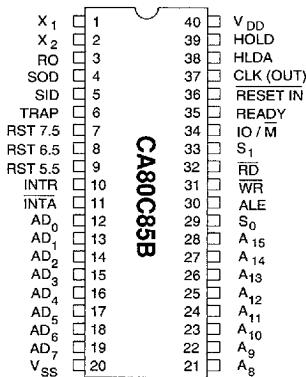 X1 1 40 VDD
X2 2 39 HOLD
RO 3 38 HLDA
SOD 4 37 CLK (OUT)
SID 5 36 RESET IN
TRAP 6 35 READY
RST 7.5 7 34 IO / M
RST 6.5 8 33 S1
RST 5.5 9 32 RD
INTR 10 31 WR
INTA 11 30 ALE
AD0 12 29 S0
AD1 13 28 A15
AD2 14 27 A14
AD3 15 26 A13
AD4 16 25 A12
AD5 17 24 A11
AD6 18 23 A10
AD7 19 22 A9
VSS 20 21 A8
CA80C85B